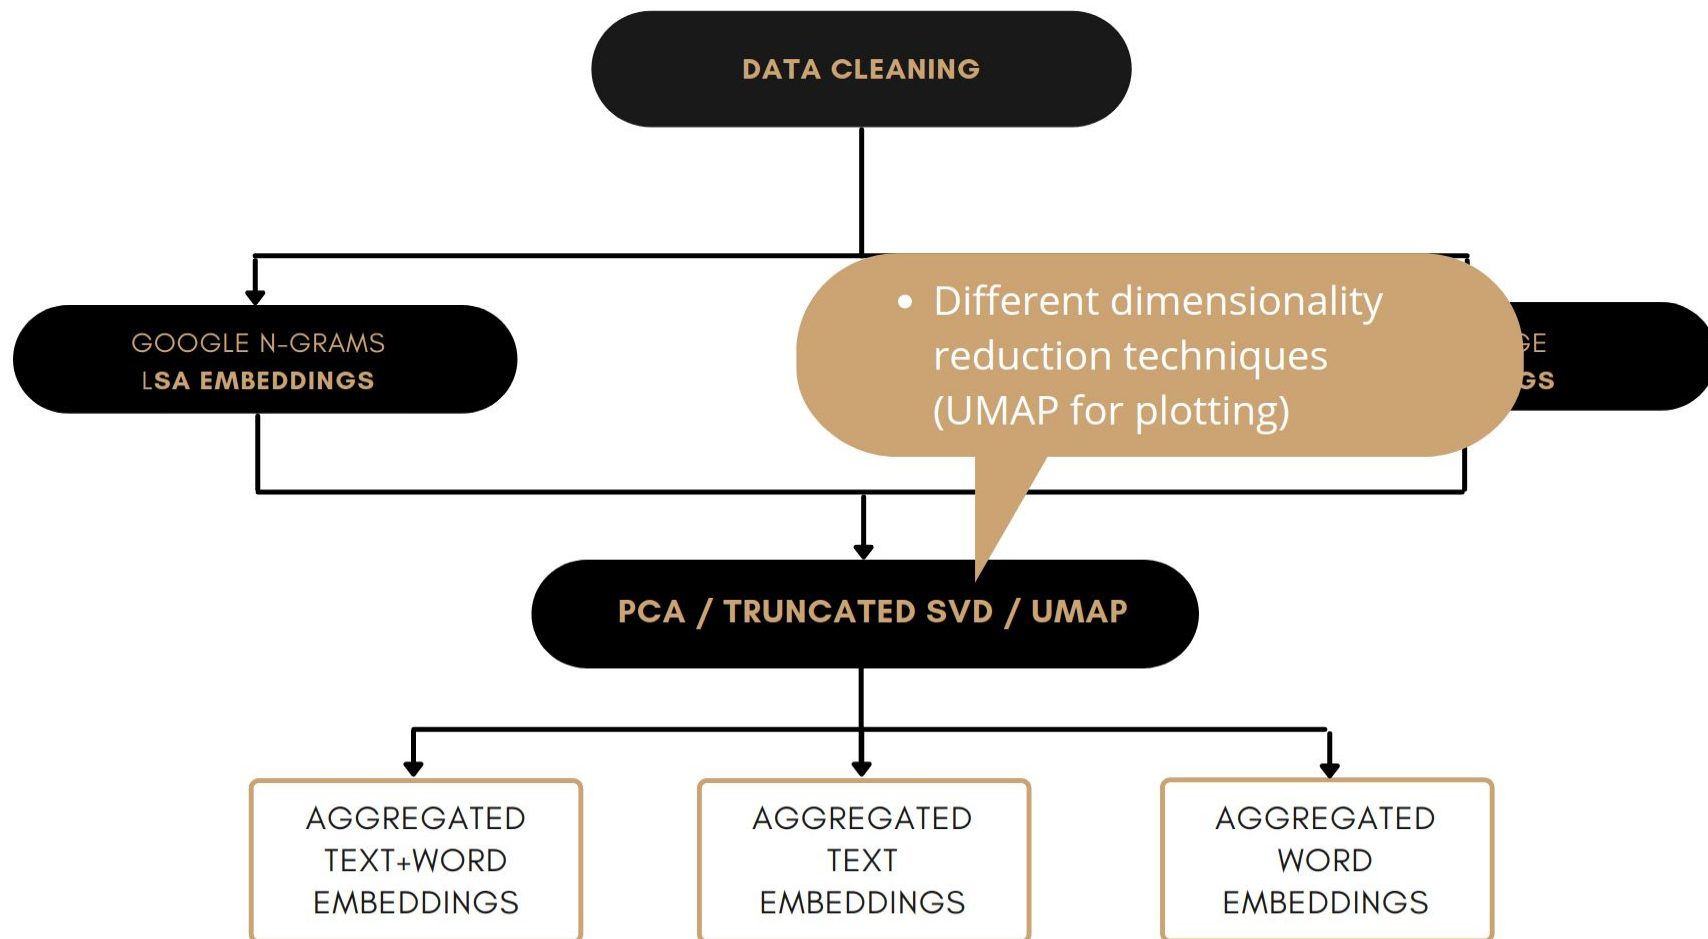 DATA CLEANING
GOOGLE N-GRAMS
LSA EMBEDDINGS
• Different dimensionality
reduction techniques
(UMAP for plotting)
PCA / TRUNCATED SVD / UMAP
AGGREGATED
TEXT+WORD
EMBEDDINGS
AGGREGATED
TEXT
EMBEDDINGS
AGGREGATED
WORD
EMBEDDINGS